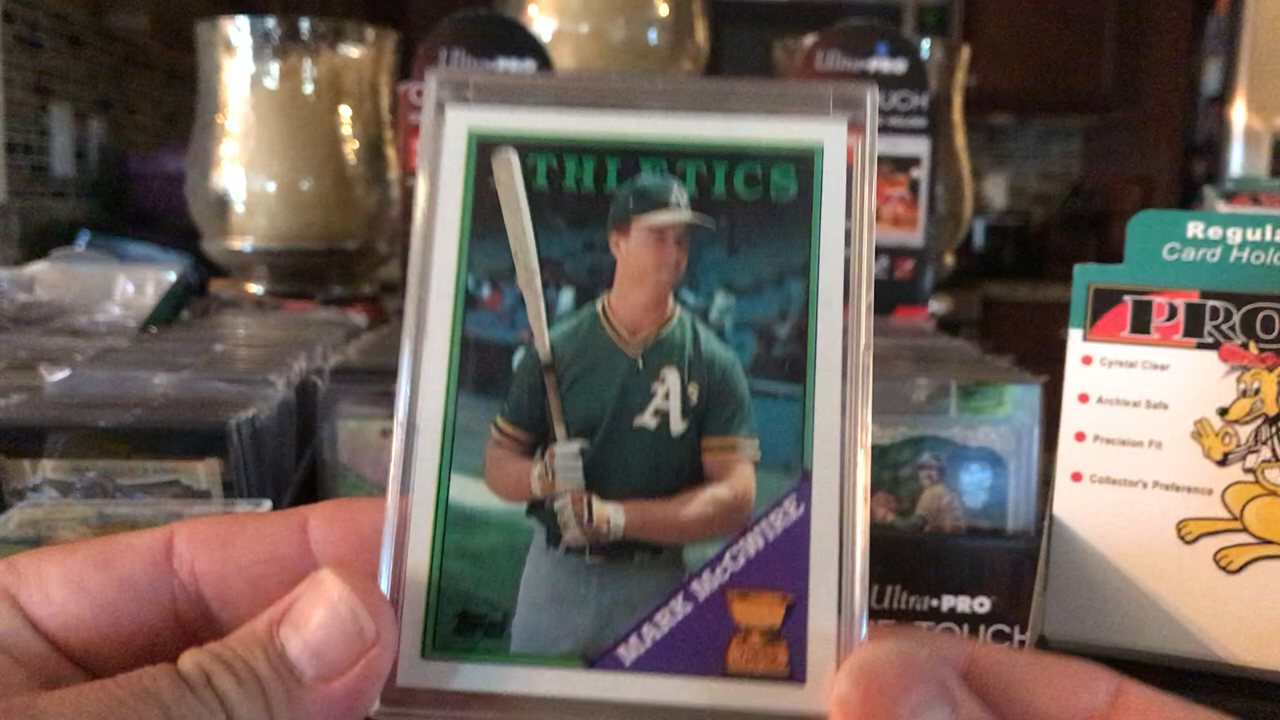 Ultra•PRO
Ultra•PRO
OUCH
THLETICS
A's
MARK McGWIRE
Regula
Card Hold
PRO
Crystal Clear
Archival Safe
Precision Fit
Collector's Preference
Ultra•PRO
TOUCH